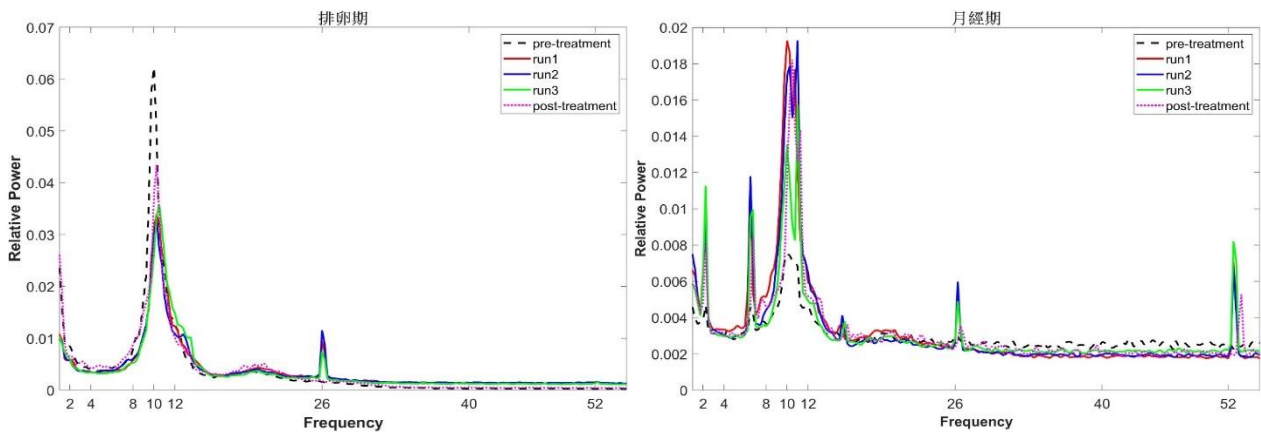 排卵期
0.07
0.06
0.05
0.04
0.03
0.02
0.01
0
Relative Power
2 4 8 10 12 26 40 52
Frequency
pre-treatment
run1
run2
run3
post-treatment
月經期
0.02
0.018
0.016
0.014
0.012
0.01
0.008
0.006
0.004
0.002
0
Relative Power
2 4 8 10 12 26 40 52
Frequency
pre-treatment
run1
run2
run3
post-treatment